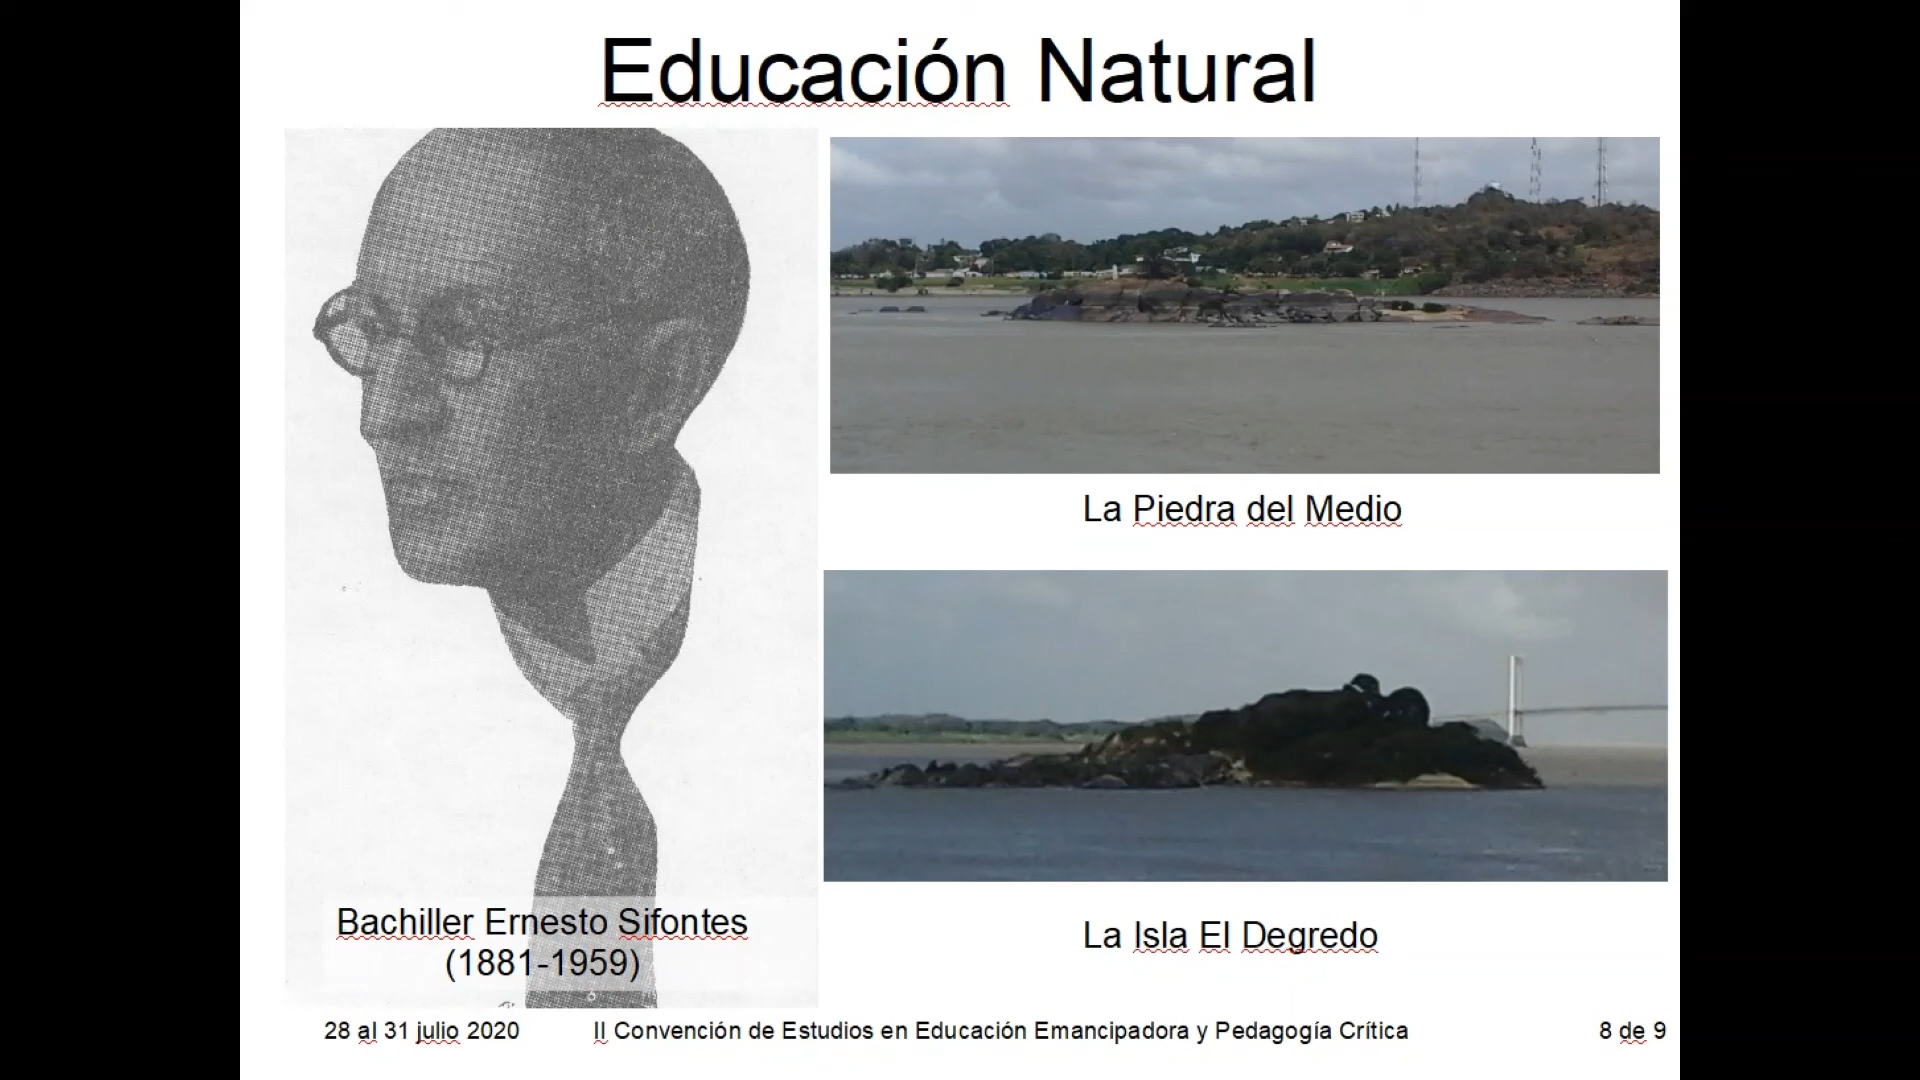 Educación Natural
La Piedra del Medio
Bachiller Ernesto Sifontes
(1881-1959)
La Isla El Degredo
28 al 31 julio 2020
II Convención de Estudios en Educación Emancipadora y Pedagogía Crítica
8 de 9